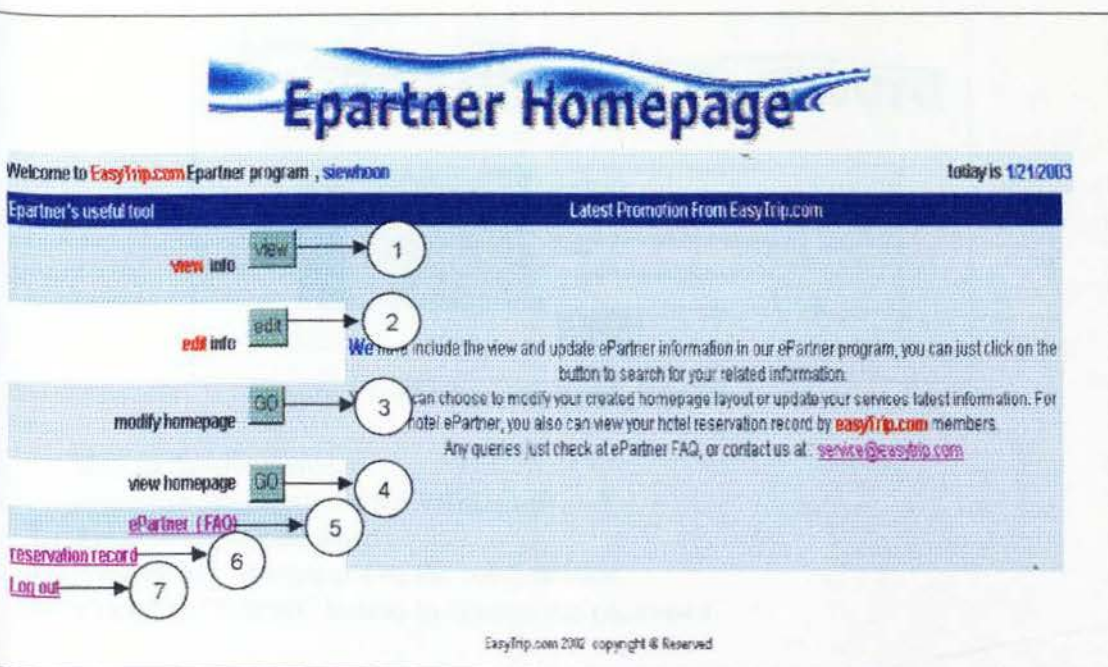 Epartner Homepage
Welcome to EasyTrip.com Epartner program , siewhoon
today is 1/21/2003
Epartner's useful tool
Latest Promotion From EasyTrip.com
view info view 1
edit info edit 2
We include the view and update ePartner information in our ePartner program, you can just click on the
button to search for your related information.
modify homepage GO 3
can choose to modify your created homepage layout or update your services latest information. For
hotel ePartner, you also can view your hotel reservation record by easyTrip.com members.
Any queries just check at ePartner FAQ, or contact us at service@easytrip.com
view homepage GO 4
ePartner (FAQ) 5
reservation record 6
Log out 7
EasyTrip.com 2002 copyright & Reserved